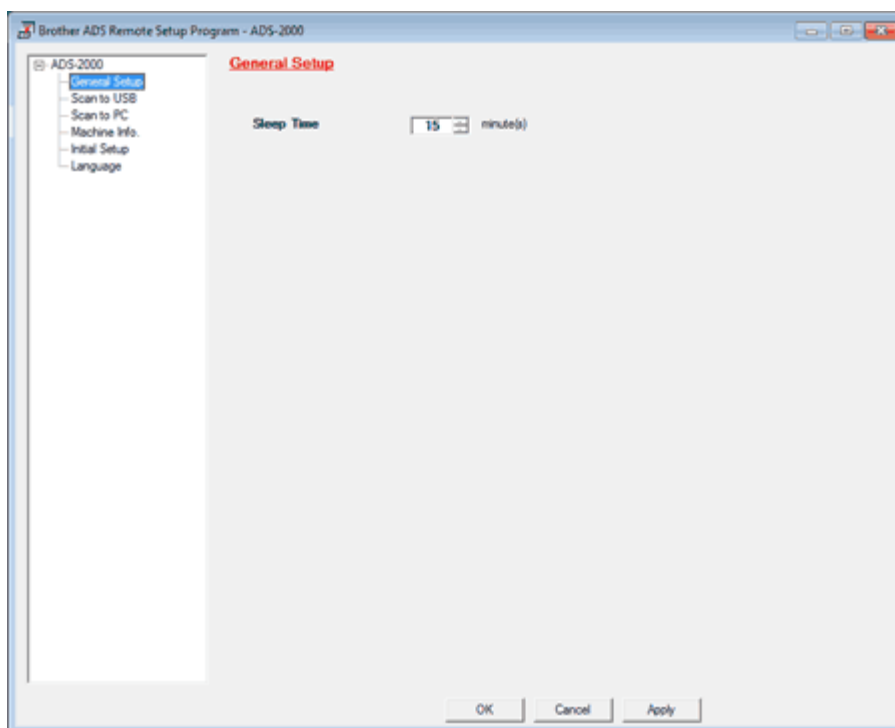 Brother ADS Remote Setup Program - ADS-2000
ADS-2000
General Setup
Scan to USB
Scan to PC
Machine Info.
Initial Setup
Language
General Setup
Sleep Time 15 minute(s)
OK Cancel Apply